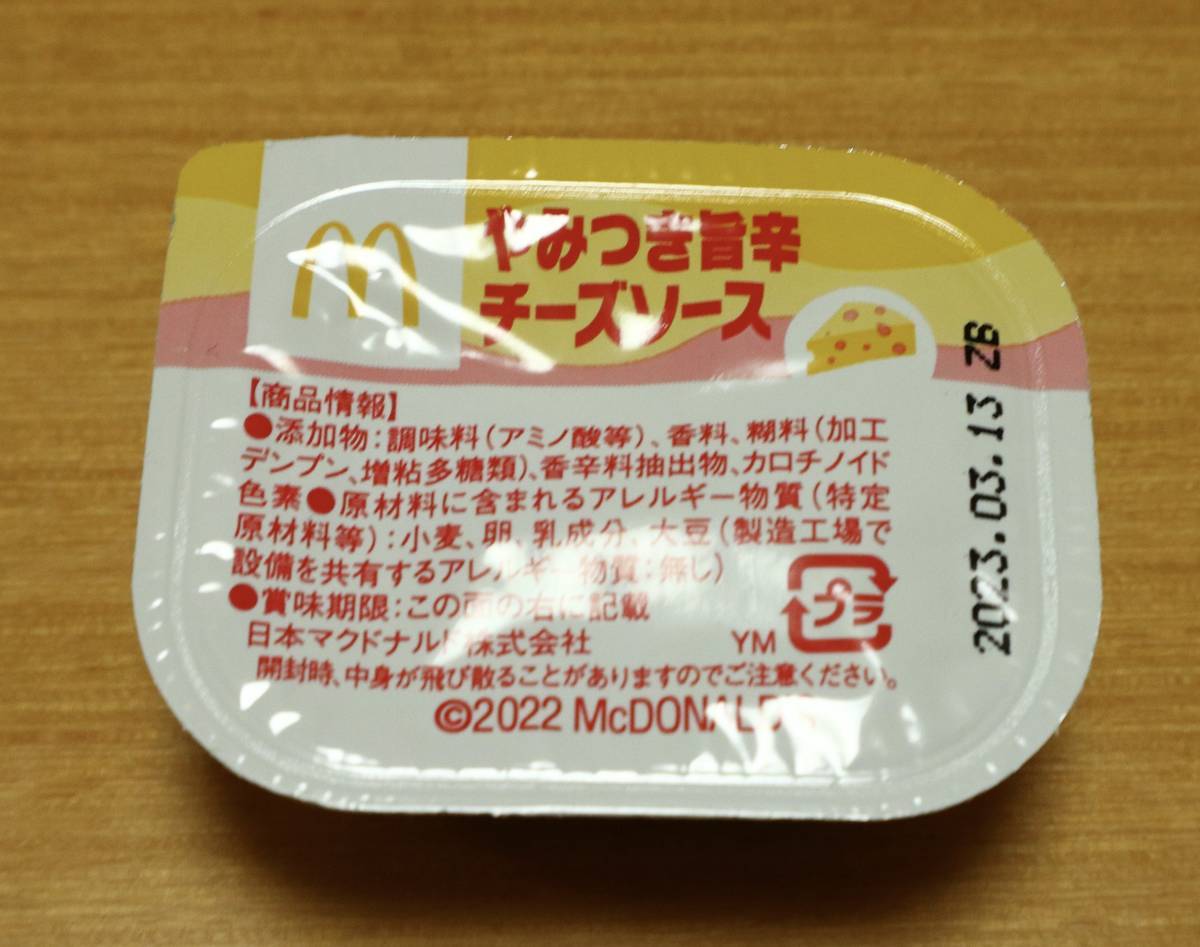 やみつき旨辛
チーズソース
【商品情報】
●添加物：調味料（アミノ酸等）、香料、糊料（加工
デンプン、増粘多糖類）、香辛料抽出物、カロチノイド
色素●原材料に含まれるアレルギー物質（特定
原材料等）：小麦、卵、乳成分、大豆（製造工場で
設備を共有するアレルギー物質：無し）
●賞味期限：この面の右に記載
日本マクドナルド株式会社
YM
プラ
開封時、中身が飛び散ることがありますのでご注意ください。
©2022 McDONALD'S
2023.03.13 ZB